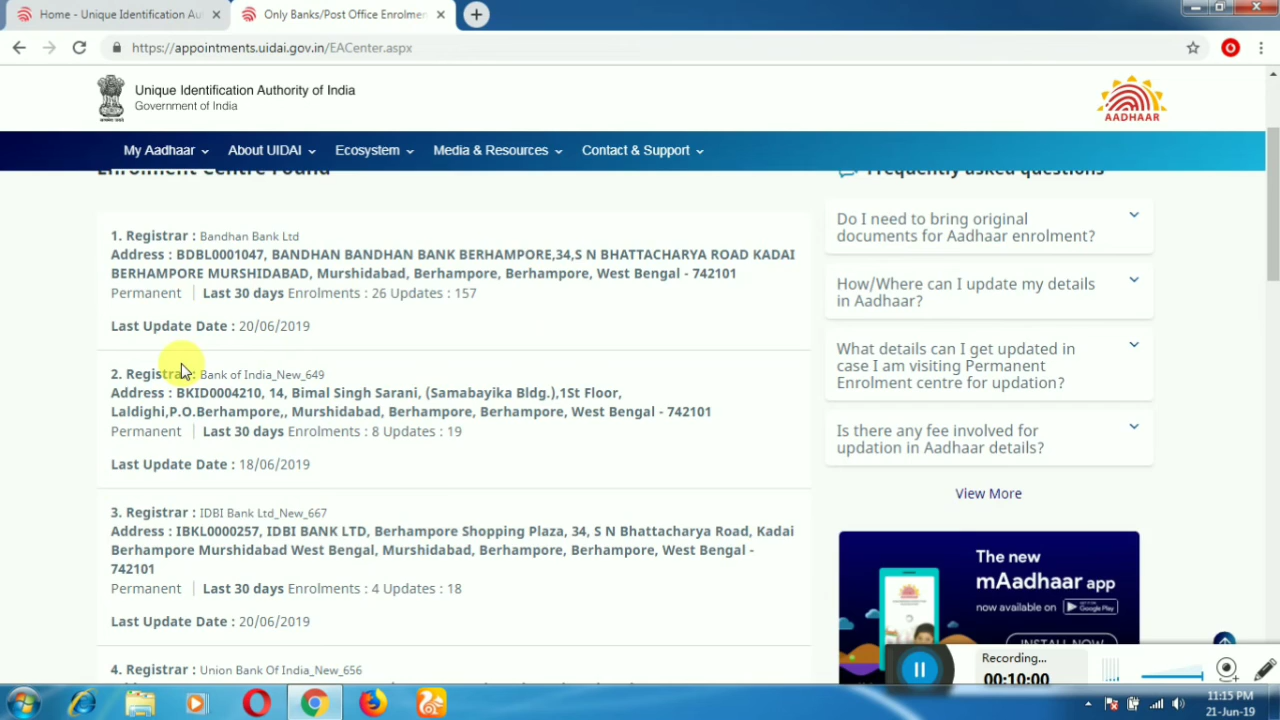 Home - Unique Identification Au
Only Banks/Post Office Enrolmen
https://appointments.uidai.gov.in/EACenter.aspx
Unique Identification Authority of India
Government of India
AADHAAR
My Aadhaar
About UIDAI
Ecosystem
Media & Resources
Contact & Support
Enrolment Centre Found
Frequently asked questions
1. Registrar : Bandhan Bank Ltd
Address : BDBL0001047, BANDHAN BANDHAN BANK BERHAMPORE,34,S N BHATTACHARYA ROAD KADAI
BERHAMPORE MURSHIDABAD, Murshidabad, Berhampore, Berhampore, West Bengal - 742101
Permanent | Last 30 days Enrolments : 26 Updates : 157
Last Update Date : 20/06/2019
2. Registrar : Bank of India_New_649
Address : BKID0004210, 14, Bimal Singh Sarani, (Samabayika Bldg.),1St Floor,
Laldighi,P.O.Berhampore,, Murshidabad, Berhampore, Berhampore, West Bengal - 742101
Permanent | Last 30 days Enrolments : 8 Updates : 19
Last Update Date : 18/06/2019
3. Registrar : IDBI Bank Ltd_New_667
Address : IBKL0000257, IDBI BANK LTD, Berhampore Shopping Plaza, 34, S N Bhattacharya Road, Kadai
Berhampore Murshidabad West Bengal, Murshidabad, Berhampore, Berhampore, West Bengal -
742101
Permanent | Last 30 days Enrolments : 4 Updates : 18
Last Update Date : 20/06/2019
4. Registrar : Union Bank Of India_New_656
Do I need to bring original
documents for Aadhaar enrolment?
How/Where can I update my details
in Aadhaar?
What details can I get updated in
case I am visiting Permanent
Enrolment centre for updation?
Is there any fee involved for
updation in Aadhaar details?
View More
The new
mAadhaar app
now available on Google Play
INSTALL NOW
Recording...
00:10:00
11:15 PM
21-Jun-19